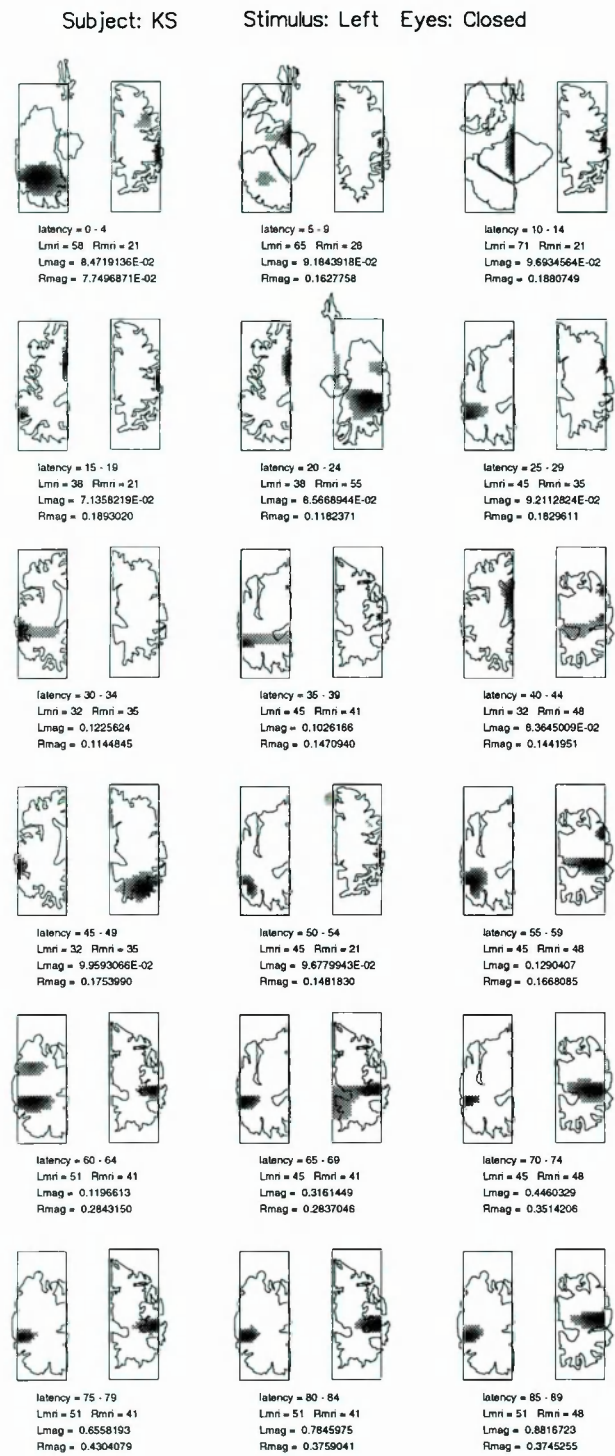 Subject: KS Stimulus: Left Eyes: Closed
latency = 0 - 4
Lmri = 58 Rmri = 21
Lmag = 8.4719136E-02
Rmag = 7.7496871E-02
latency = 5 - 9
Lmri = 65 Rmri = 28
Lmag = 9.1843918E-02
Rmag = 0.1627758
latency = 10 - 14
Lmri = 71 Rmri = 21
Lmag = 9.6934564E-02
Rmag = 0.1880749
latency = 15 - 19
Lmri = 38 Rmri = 21
Lmag = 7.1358219E-02
Rmag = 0.1893020
latency = 20 - 24
Lmri = 38 Rmri = 55
Lmag = 8.5668944E-02
Rmag = 0.1182371
latency = 25 - 29
Lmri = 45 Rmri = 35
Lmag = 9.2112824E-02
Rmag = 0.1829611
latency = 30 - 34
Lmri = 32 Rmri = 35
Lmag = 0.1225624
Rmag = 0.1144845
latency = 35 - 39
Lmri = 45 Rmri = 41
Lmag = 0.1026166
Rmag = 0.1470940
latency = 40 - 44
Lmri = 32 Rmri = 48
Lmag = 8.3645009E-02
Rmag = 0.1441951
latency = 45 - 49
Lmri = 32 Rmri = 35
Lmag = 9.9593066E-02
Rmag = 0.1753990
latency = 50 - 54
Lmri = 45 Rmri = 21
Lmag = 9.6779943E-02
Rmag = 0.1481830
latency = 55 - 59
Lmri = 45 Rmri = 48
Lmag = 0.1290407
Rmag = 0.1668085
latency = 60 - 64
Lmri = 51 Rmri = 41
Lmag = 0.1196613
Rmag = 0.2843150
latency = 65 - 69
Lmri = 45 Rmri = 41
Lmag = 0.3161449
Rmag = 0.2837046
latency = 70 - 74
Lmri = 45 Rmri = 48
Lmag = 0.4460329
Rmag = 0.3514206
latency = 75 - 79
Lmri = 51 Rmri = 41
Lmag = 0.6558193
Rmag = 0.4304079
latency = 80 - 84
Lmri = 51 Rmri = 41
Lmag = 0.7845975
Rmag = 0.3759041
latency = 85 - 89
Lmri = 51 Rmri = 48
Lmag = 0.8816723
Rmag = 0.3745255